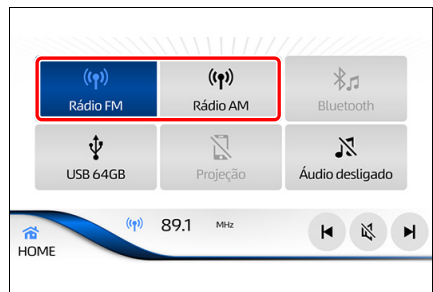 Rádio FM
Rádio AM
Bluetooth
USB 64GB
Projeção
Áudio desligado
89.1 MHz
HOME